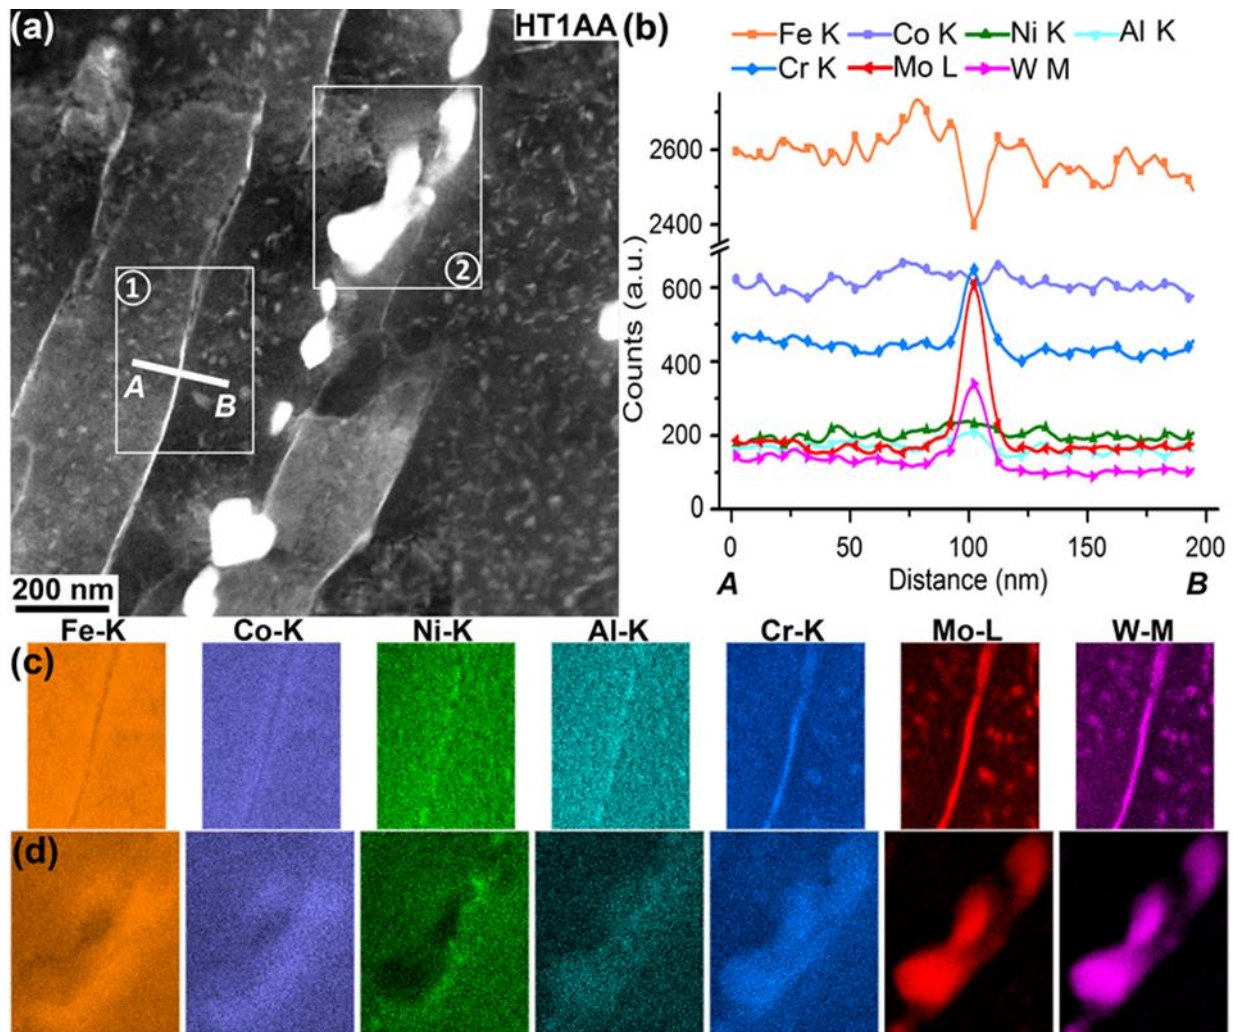 (a)
HT1AA
①
②
A
B
200 nm
(b)
Fe K Co K Ni K Al K
Cr K Mo L W M
Counts (a.u.)
2600
2400
600
400
200
0
0 50 100 150 200
A Distance (nm) B
Fe-K Co-K Ni-K Al-K Cr-K Mo-L W-M
(c)
(d)